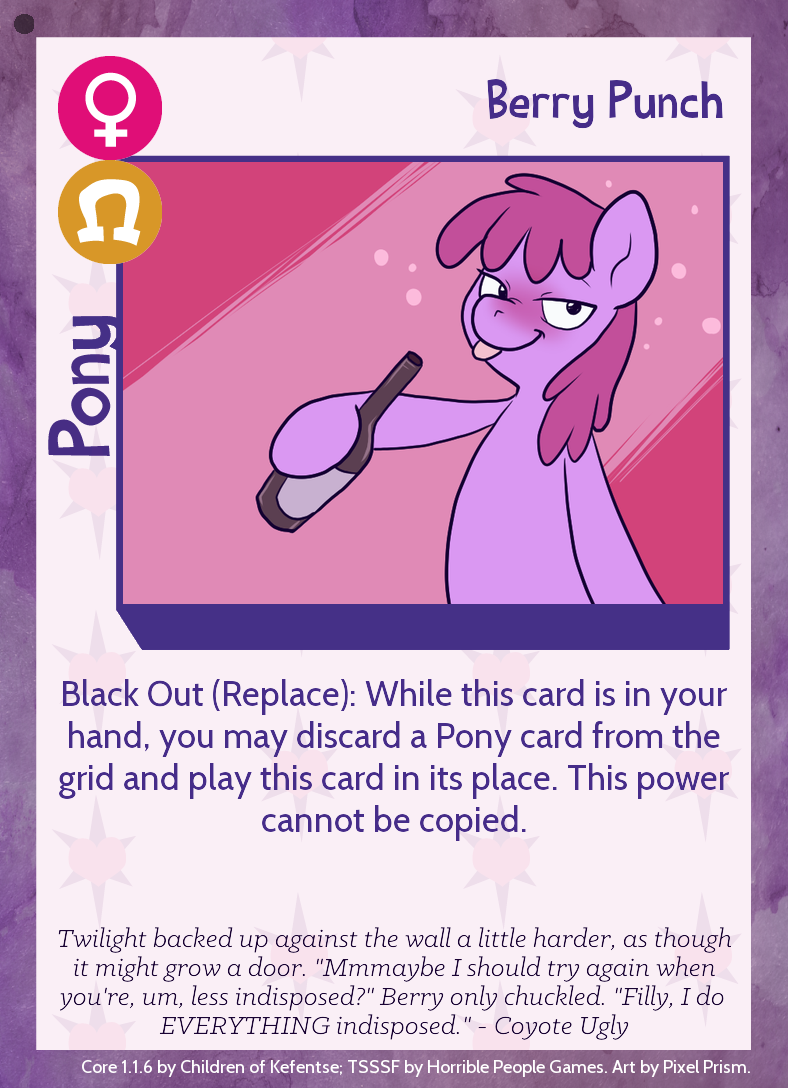 Berry Punch
Pony
Black Out (Replace): While this card is in your
hand, you may discard a Pony card from the
grid and play this card in its place. This power
cannot be copied.
Twilight backed up against the wall a little harder, as though
it might grow a door. "Mmmaybe I should try again when
you're, um, less indisposed?" Berry only chuckled. "Filly, I do
EVERYTHING indisposed." - Coyote Ugly
Core 1.1.6 by Children of Kefentse; TSSSF by Horrible People Games. Art by Pixel Prism.